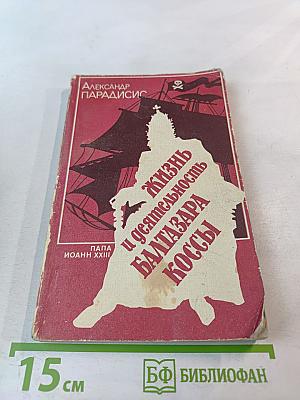 АЛЕКСАНДР
ПАРАДИСИС
ЖИЗНЬ
и деятельность
БАЛТАЗАРА
КОССЫ
ПАПА
ИОАНН XXIII
15 см
БФ БИБЛИОФАН